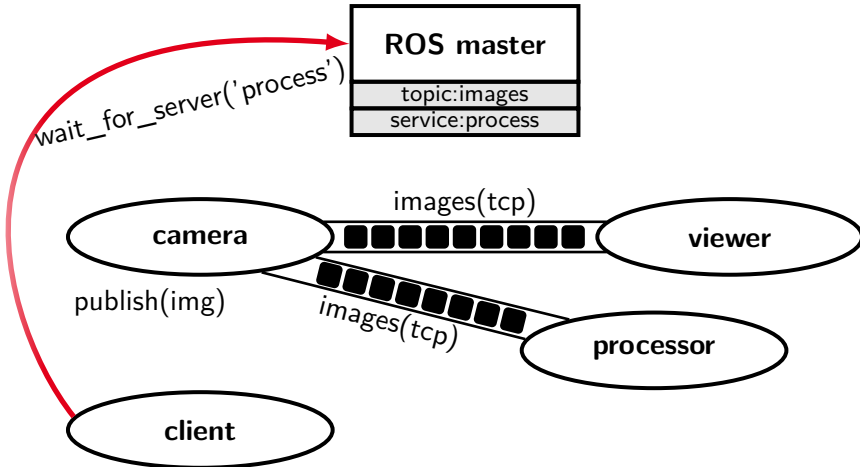 ROS master
topic:images
service:process
wait_for_server('process')
images(tcp)
camera
viewer
publish(img)
images(tcp)
processor
client